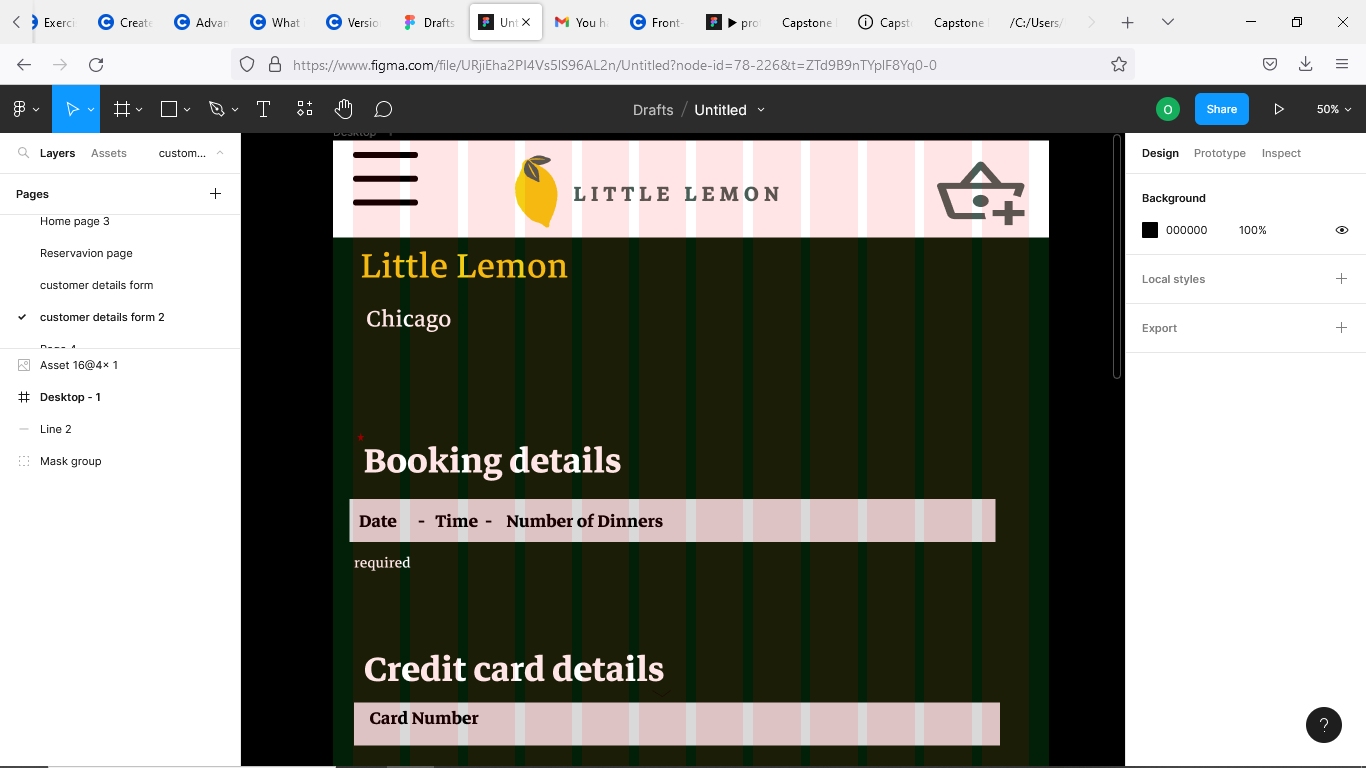 Exerci
Create
Advan
What i
Versio
Drafts
Unt
You ha
Front-
▶ pro
Capstone
Capst
Capstone
/C:/Users/
https://www.figma.com/file/URjiEha2PI4Vs5lS96AL2n/Untitled?node-id=78-226&t=ZTd9B9nTYpIF8Yq0-0
Drafts / Untitled
O
Share
50%
Layers
Assets
custom...
Pages
Home page 3
Reservavion page
customer details form
customer details form 2
Asset 16@4x 1
Desktop - 1
Line 2
Mask group
Desktop - 1
LITTLE LEMON
Little Lemon
Chicago
*
Booking details
Date - Time - Number of Dinners
required
Credit card details
Card Number
Design
Prototype
Inspect
Background
000000
100%
Local styles
Export
?